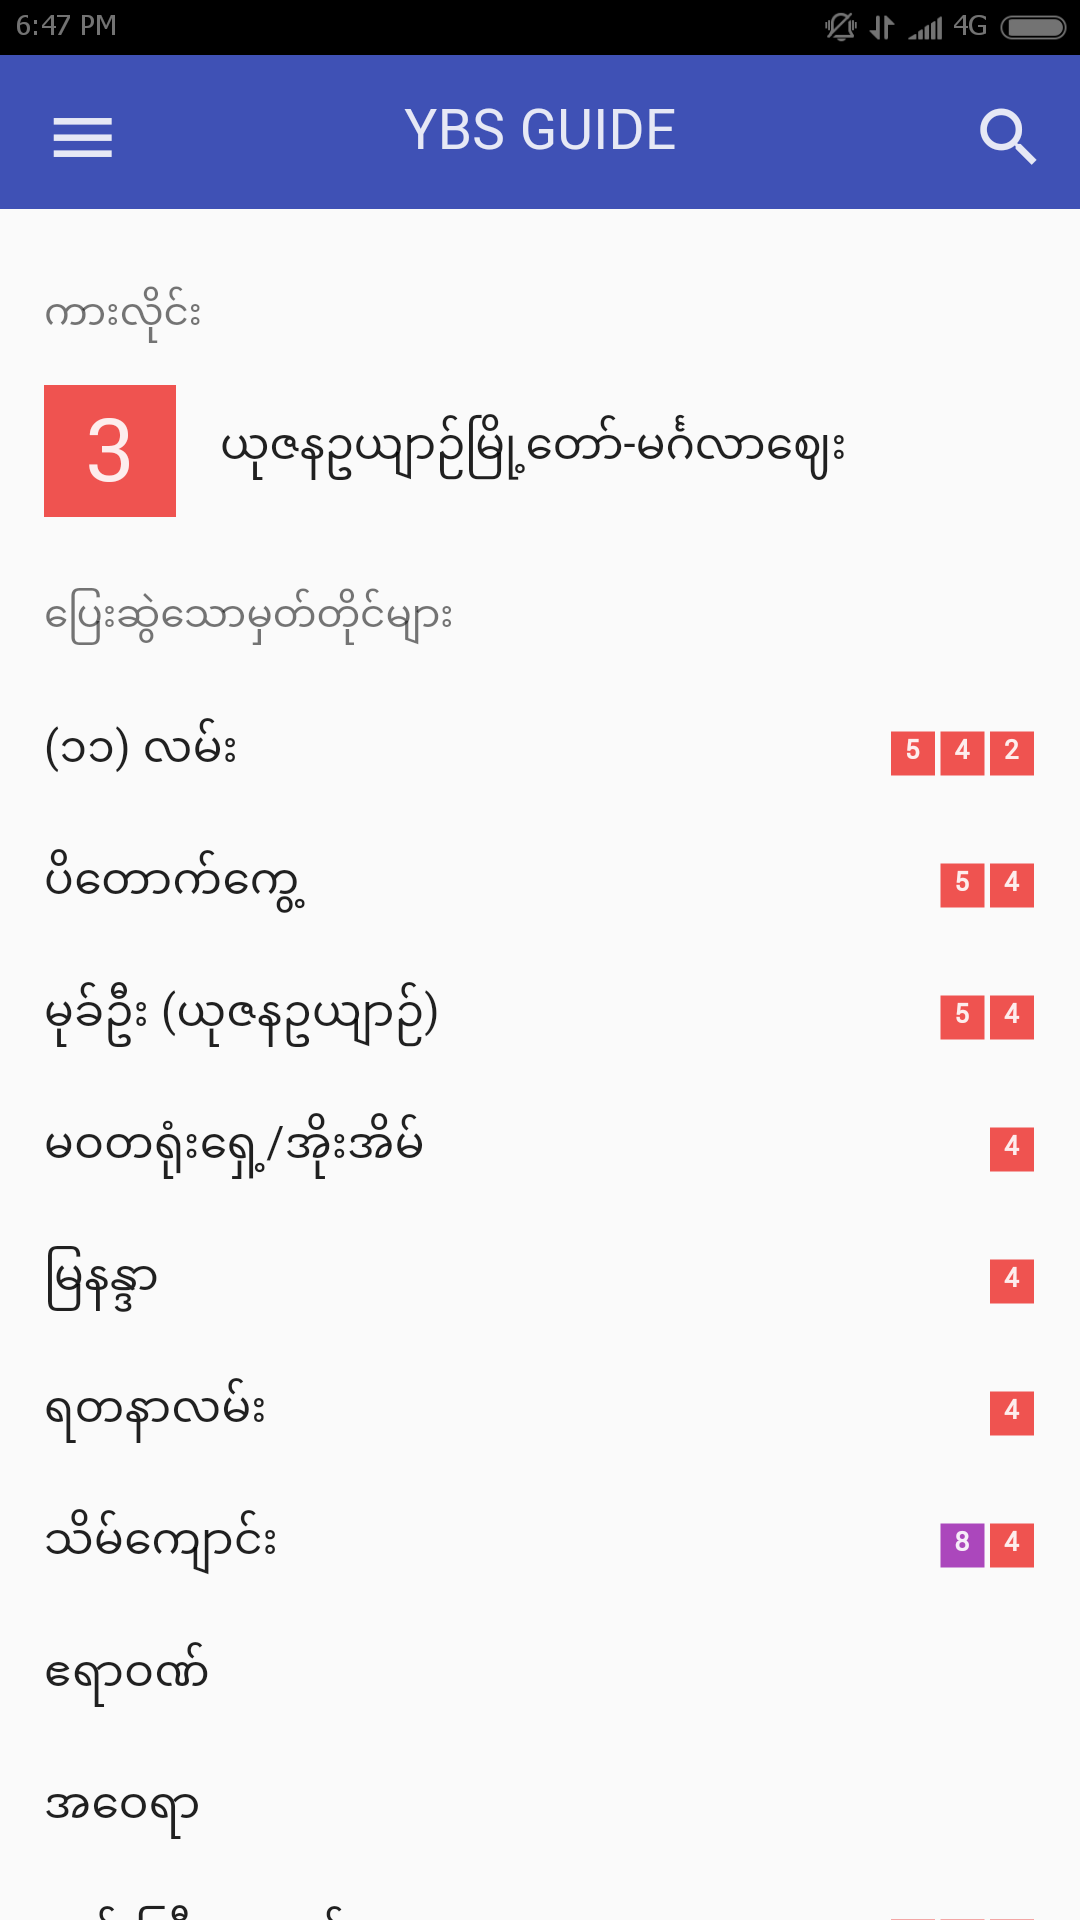 6:47 PM 4G
YBS GUIDE
ကားလိုင်း
3 ယုဇနဥယျာဉ်မြို့တော်-မင်္ဂလာဈေး
ပြေးဆွဲသောမှတ်တိုင်များ
(၁၁) လမ်း 5 4 2
ပိတောက်ကွေ့ 5 4
မုခ်ဦး (ယုဇနဥယျာဉ်) 5 4
မဝတရုံးရှေ့/အိုးအိမ် 4
မြနန္ဒာ 4
ရတနာလမ်း 4
သိမ်ကျောင်း 8 4
ဧရာဝဏ်
အဝေရာ